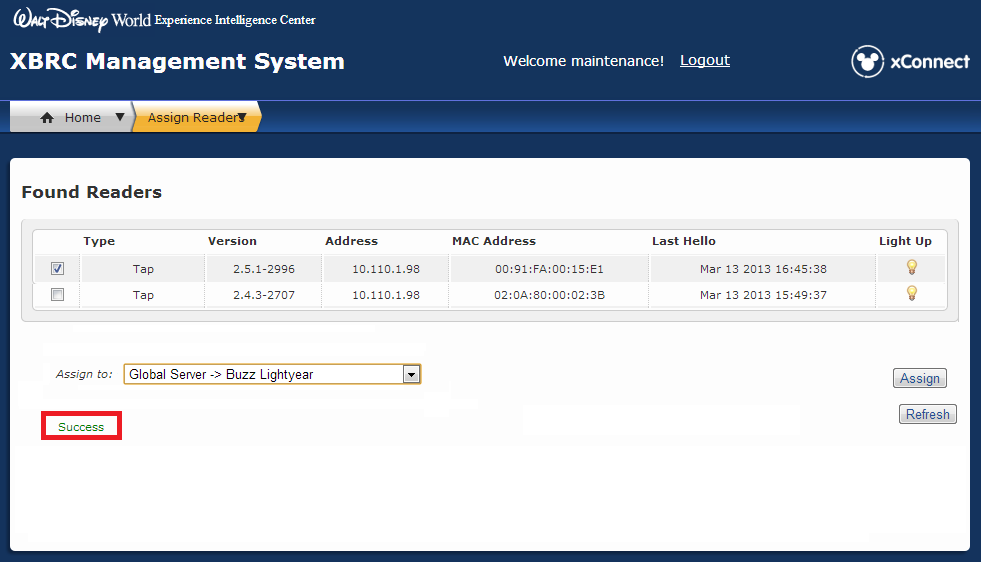 WALT DISNEY World Experience Intelligence Center
XBRC Management System
Welcome maintenance! Logout
xConnect
Home Assign Readers
Found Readers
Type Version Address MAC Address Last Hello Light Up
Tap 2.5.1-2996 10.110.1.98 00:91:FA:00:15:E1 Mar 13 2013 16:45:38
Tap 2.4.3-2707 10.110.1.98 02:0A:80:00:02:3B Mar 13 2013 15:49:37
Assign to: Global Server -> Buzz Lightyear
Assign
Refresh
Success